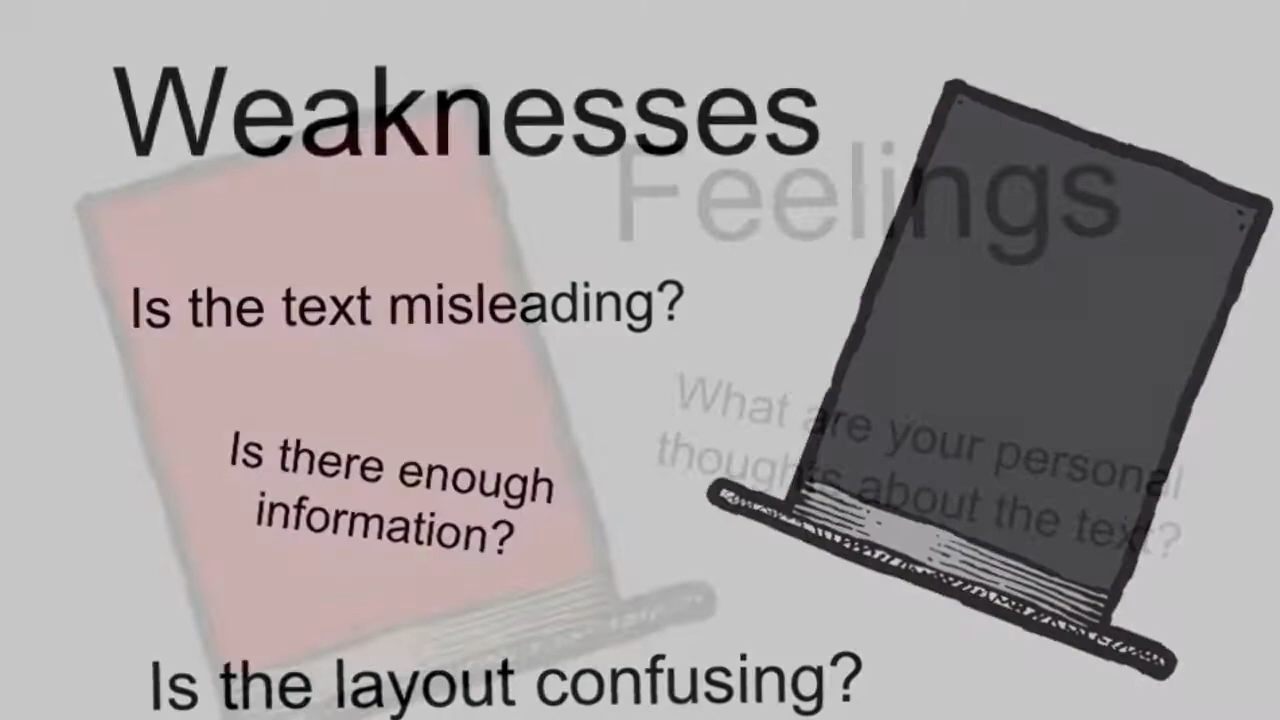 Weaknesses
Feelings
Is the text misleading?
What are your personal
thoughts about the text?
Is there enough
information?
Is the layout confusing?